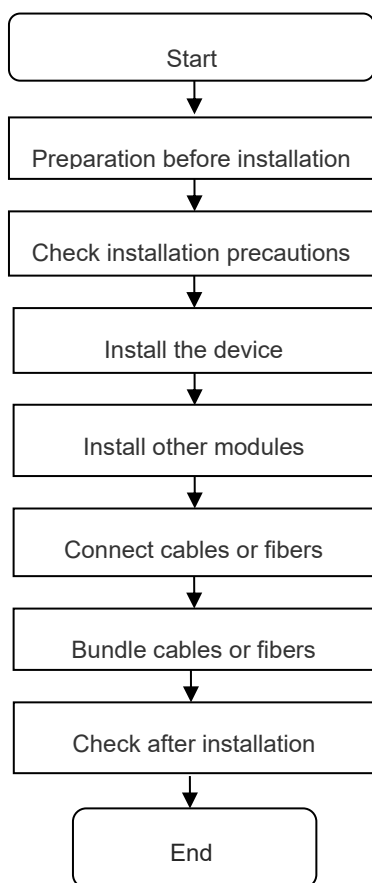 Start
Preparation before installation
Check installation precautions
Install the device
Install other modules
Connect cables or fibers
Bundle cables or fibers
Check after installation
End